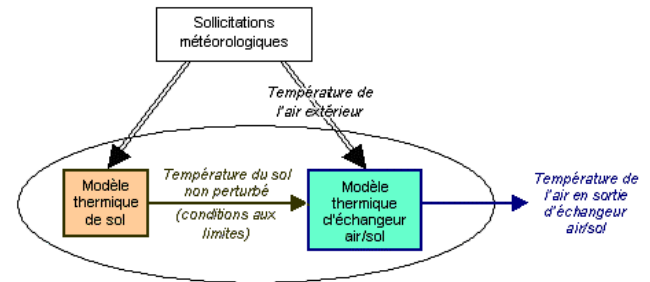 Sollicitations
météorologiques
Température de
l'air extérieur
Modèle
thermique
de sol
Température du sol
non perturbé
(conditions aux
limites)
Modèle
thermique
d'échangeur
air/sol
Température de
l'air en sortie
d'échangeur
air/sol